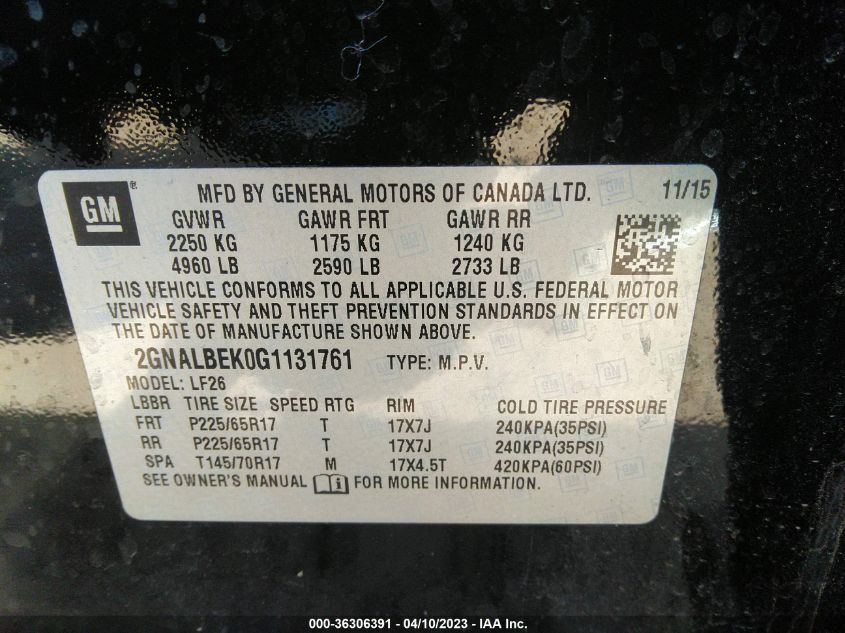 GM ® MFD BY GENERAL MOTORS OF CANADA LTD. 11/15
GVWR GAWR FRT GAWR RR
2250 KG 1175 KG 1240 KG
4960 LB 2590 LB 2733 LB
THIS VEHICLE CONFORMS TO ALL APPLICABLE U.S. FEDERAL MOTOR
VEHICLE SAFETY AND THEFT PREVENTION STANDARDS IN EFFECT ON
THE DATE OF MANUFACTURE SHOWN ABOVE.
2GNALBEK0G1131761 TYPE: M.P.V.
MODEL: LF26
LBBR TIRE SIZE SPEED RTG RIM COLD TIRE PRESSURE
FRT P225/65R17 T 17X7J 240KPA(35PSI)
RR P225/65R17 T 17X7J 240KPA(35PSI)
SPA T145/70R17 M 17X4.5T 420KPA(60PSI)
SEE OWNER'S MANUAL FOR MORE INFORMATION.
000-36306391 - 04/10/2023 - IAA Inc.